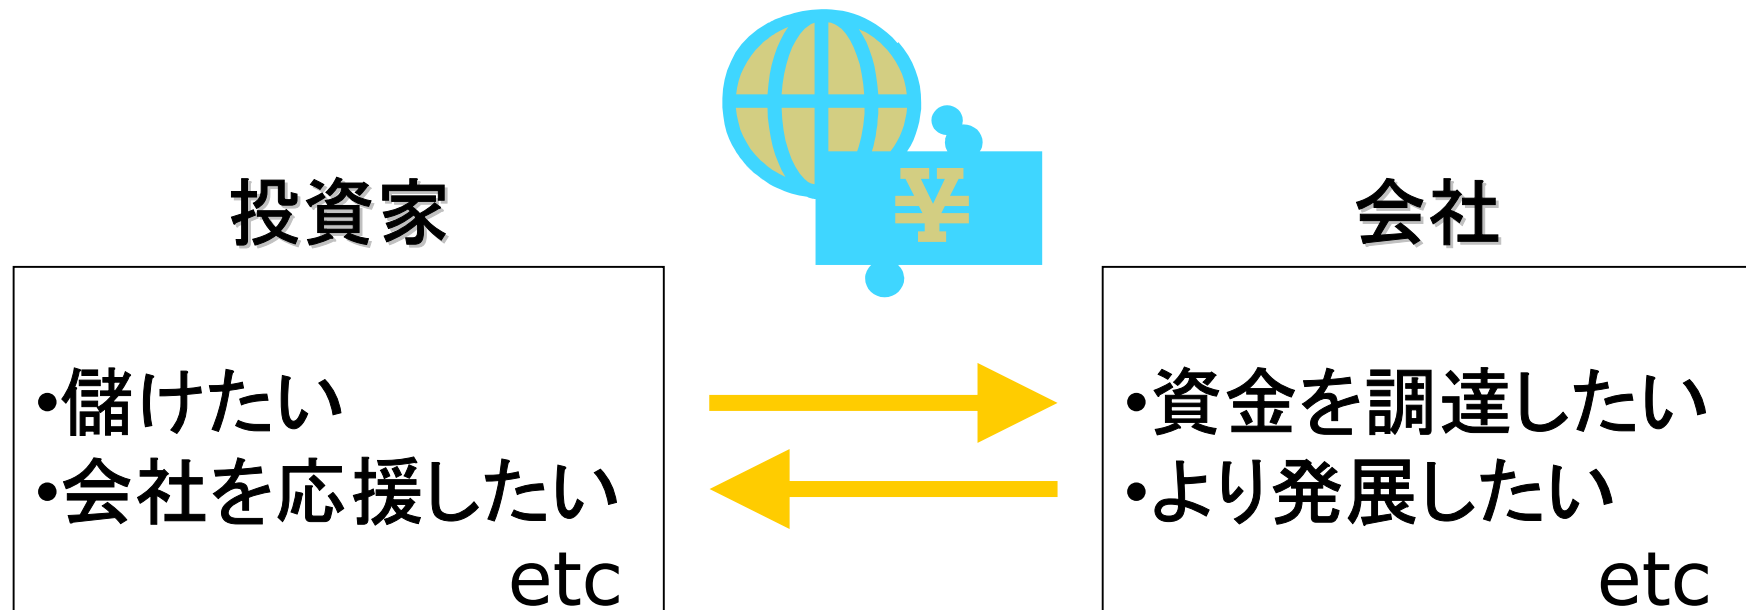 投資家
・儲けたい
・会社を応援したい
etc
¥
会社
・資金を調達したい
・より発展したい
etc